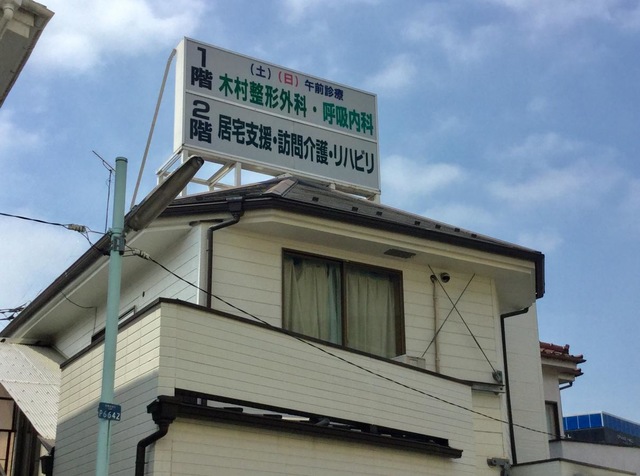 1階 (土)(日)午前診療
木村整形外科・呼吸内科
2階 居宅支援・訪問介護・リハビリ
P6642